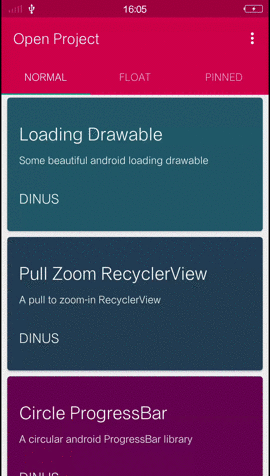 16:05
Open Project
NORMAL FLOAT PINNED
Loading Drawable
Some beautiful android loading drawable
DINUS
Pull Zoom RecyclerView
A pull to zoom-in RecyclerView
DINUS
Circle ProgressBar
A circular android ProgressBar library
DINUS